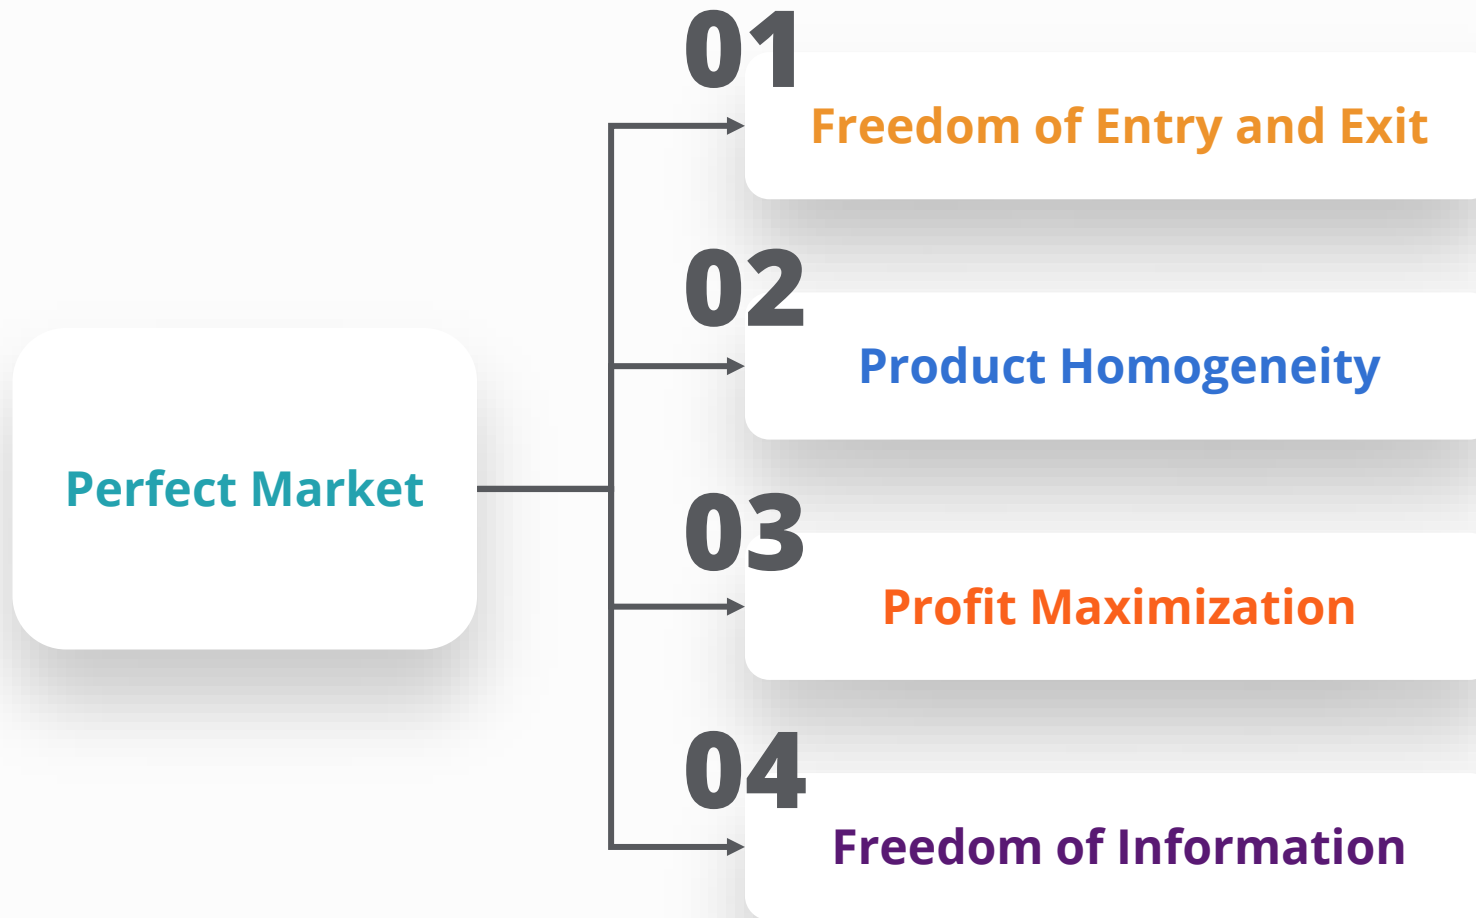 01
Freedom of Entry and Exit
02
Product Homogeneity
Perfect Market
03
Profit Maximization
04
Freedom of Information